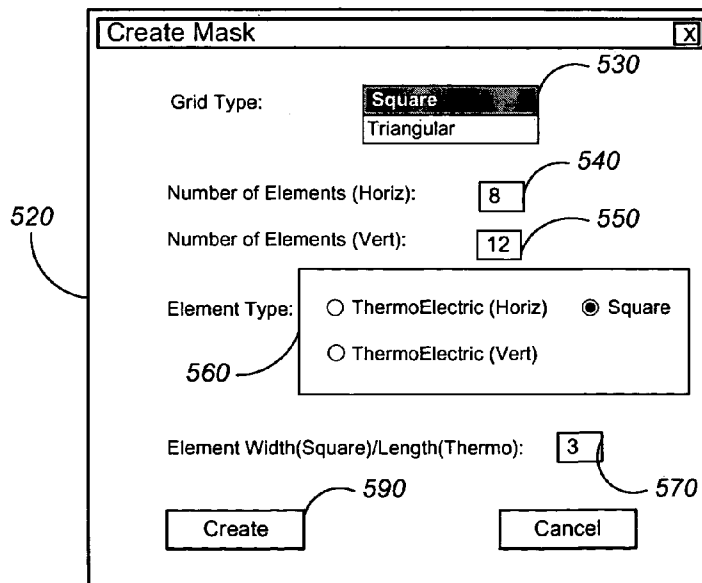 Create Mask X
530
Grid Type: Square
Triangular
540
Number of Elements (Horiz): 8
520
550
Number of Elements (Vert): 12
Element Type: ThermoElectric (Horiz) Square
ThermoElectric (Vert)
560
Element Width(Square)/Length(Thermo): 3
590
570
Create Cancel